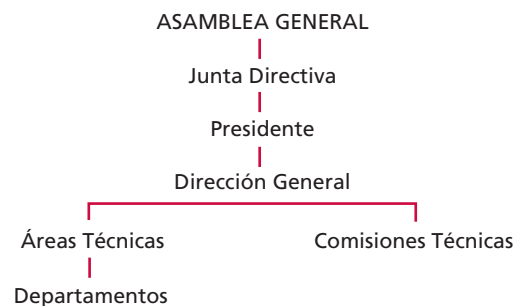 ASAMBLEA GENERAL
Junta Directiva
Presidente
Dirección General
Áreas Técnicas
Comisiones Técnicas
Departamentos